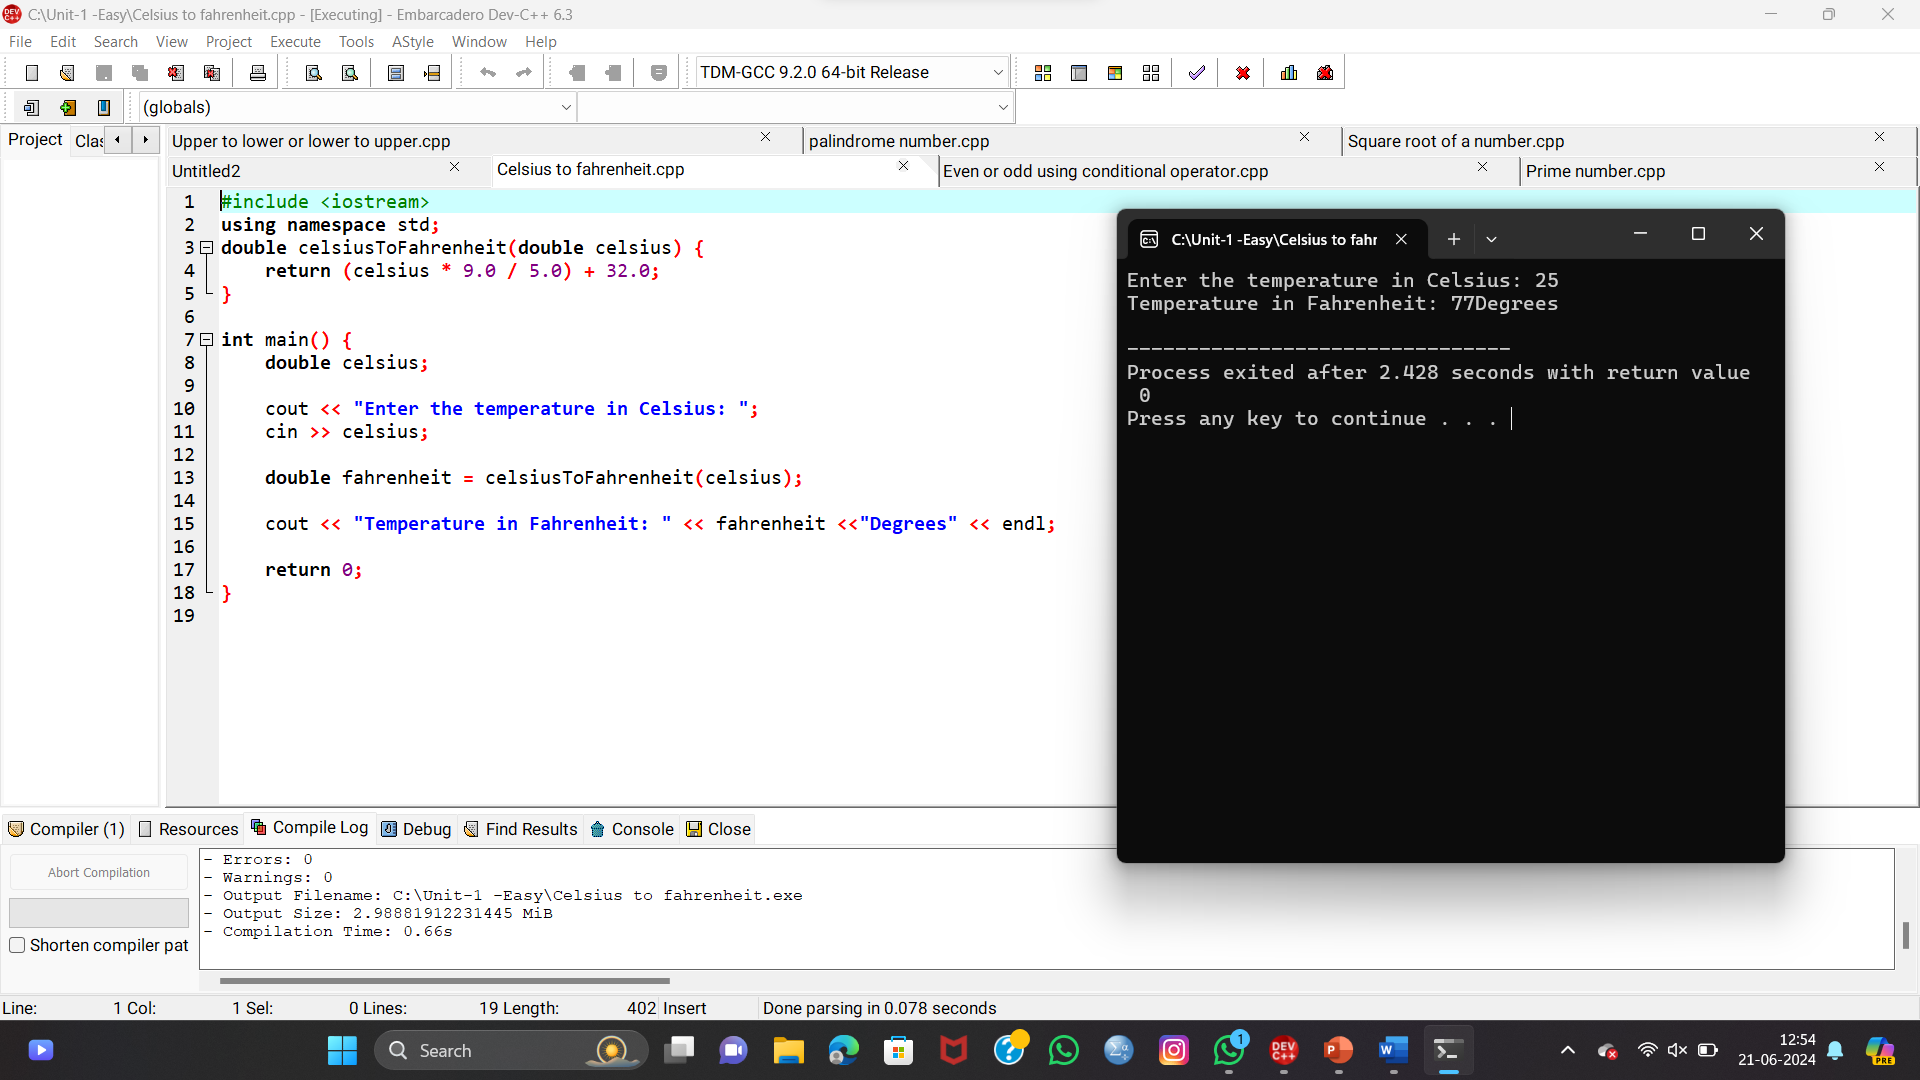 C:\Unit-1 -Easy\Celsius to fahrenheit.cpp - [Executing] - Embarcadero Dev-C++ 6.3
File Edit Search View Project Execute Tools AStyle Window Help
TDM-GCC 9.2.0 64-bit Release
(globals)
Project Clas
Upper to lower or lower to upper.cpp palindrome number.cpp Square root of a number.cpp
Untitled2 Celsius to fahrenheit.cpp Even or odd using conditional operator.cpp Prime number.cpp
1 #include <iostream>
2 using namespace std;
3 double celsiusToFahrenheit(double celsius) {
4 return (celsius * 9.0 / 5.0) + 32.0;
5 }
6
7 int main() {
8 double celsius;
9
10 cout << "Enter the temperature in Celsius: ";
11 cin >> celsius;
12
13 double fahrenheit = celsiusToFahrenheit(celsius);
14
15 cout << "Temperature in Fahrenheit: " << fahrenheit <<"Degrees" << endl;
16
17 return 0;
18 }
19
C:\Unit-1 -Easy\Celsius to fahr
Enter the temperature in Celsius: 25
Temperature in Fahrenheit: 77Degrees
--------------------------------
Process exited after 2.428 seconds with return value
0
Press any key to continue . . .
Compiler (1) Resources Compile Log Debug Find Results Console Close
Abort Compilation
Shorten compiler pat
- Errors: 0
- Warnings: 0
- Output Filename: C:\Unit-1 -Easy\Celsius to fahrenheit.exe
- Output Size: 2.98881912231445 MiB
- Compilation Time: 0.66s
Line: 1 Col: 1 Sel: 0 Lines: 19 Length: 402 Insert Done parsing in 0.078 seconds
Search
1
DEV C++
PRE
12:54
21-06-2024